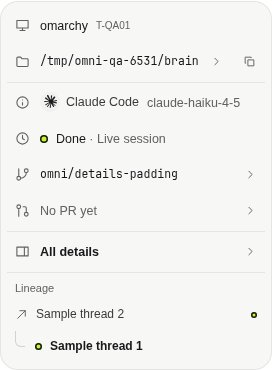 omarchy T-QA01
/tmp/omni-qa-6531/brain
Claude Code claude-haiku-4-5
Done · Live session
omni/details-padding
No PR yet
All details
Lineage
Sample thread 2
Sample thread 1